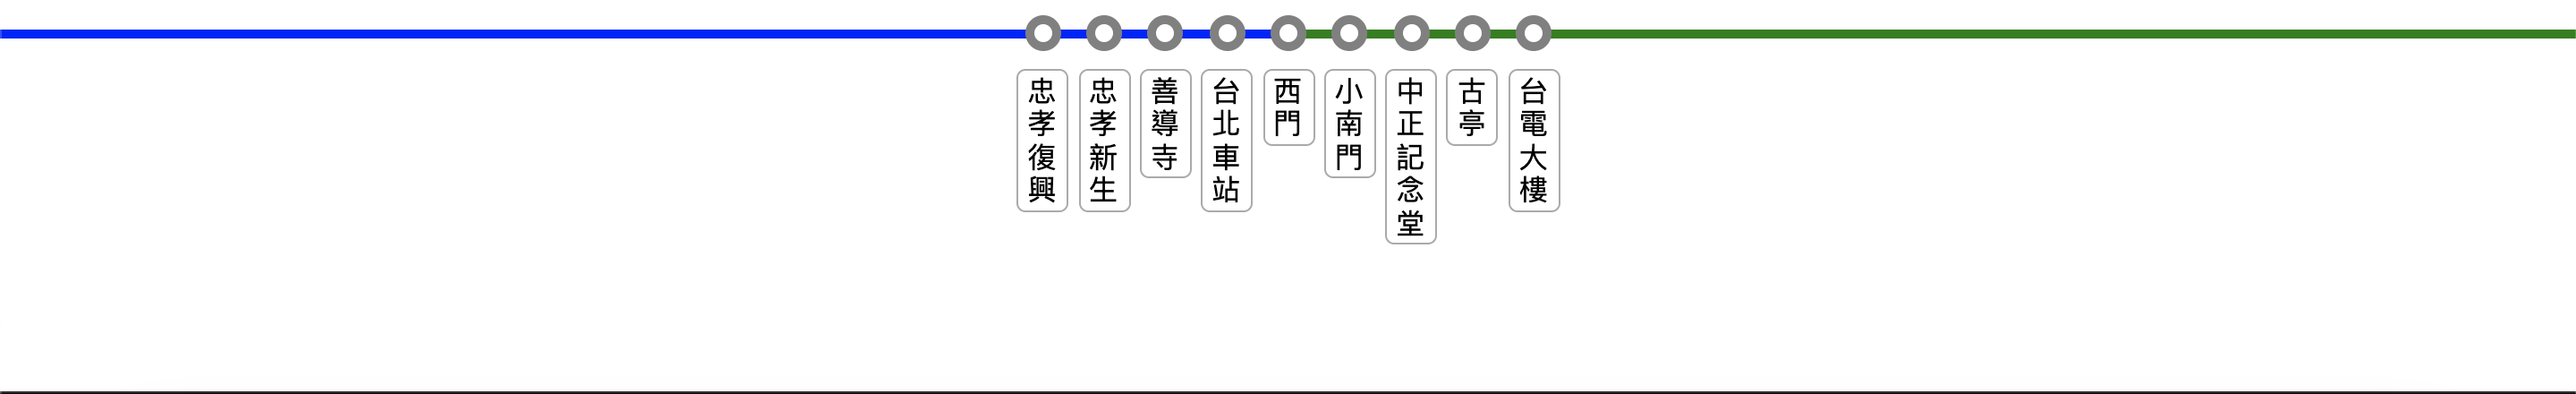 忠孝復興
忠孝新生
善導寺
台北車站
西門
小南門
中正記念堂
古亭
台電大樓